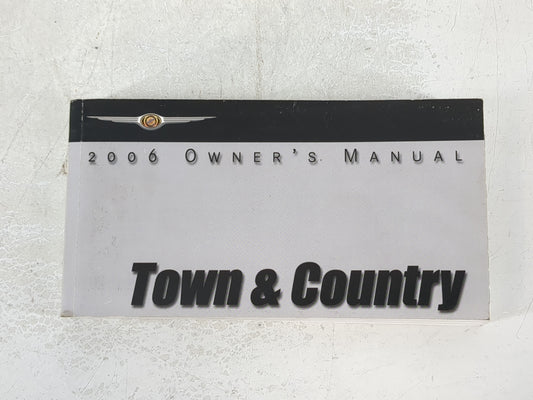 2006 OWNER'S MANUAL
Town & Country